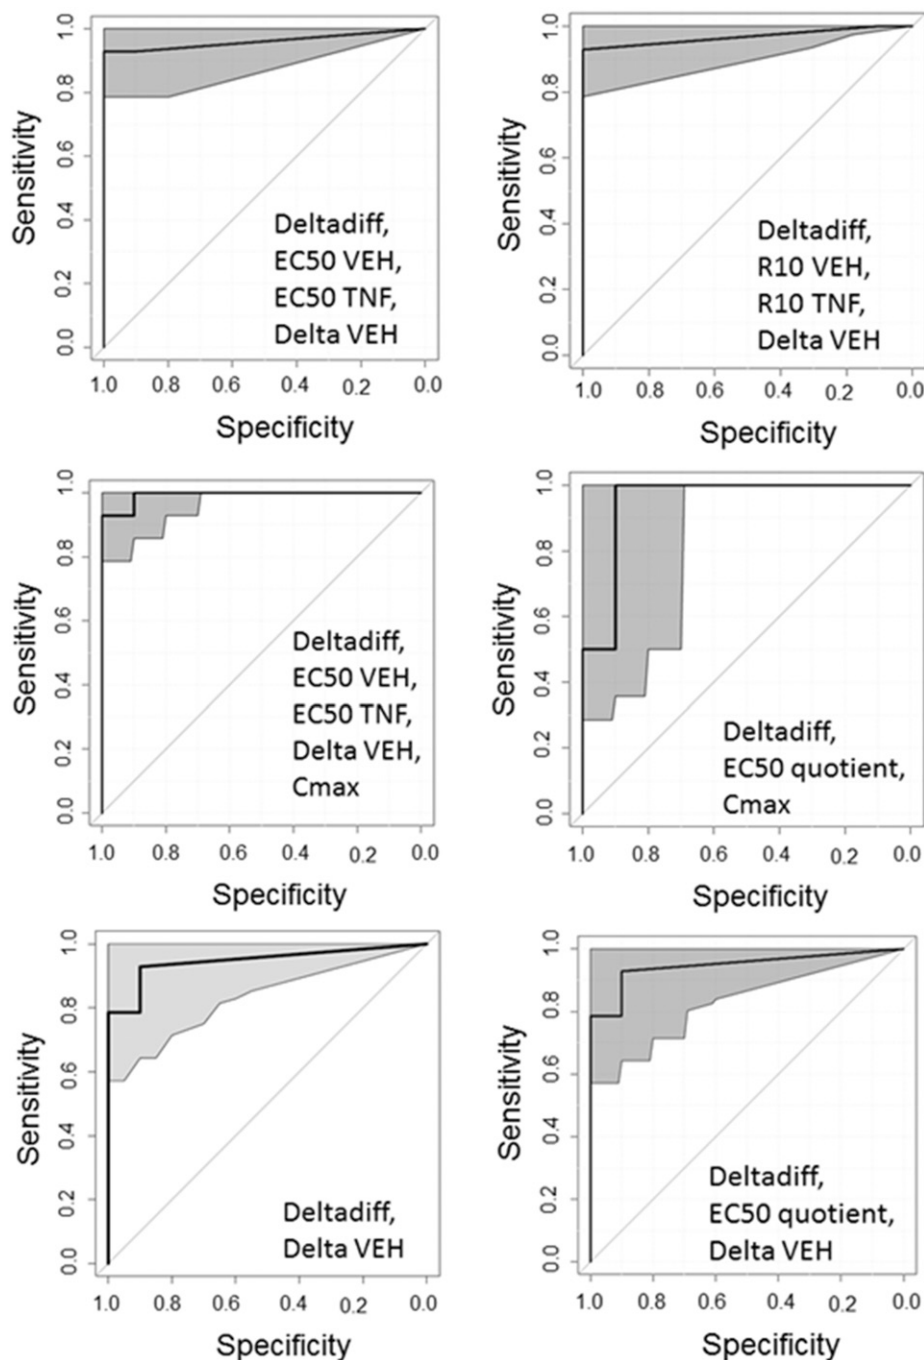 1.0
0.8
0.6
0.4
0.2
0.0
Sensitivity
Deltadiff,
EC50 VEH,
EC50 TNF,
Delta VEH
1.0 0.8 0.6 0.4 0.2 0.0
Specificity
1.0
0.8
0.6
0.4
0.2
0.0
Sensitivity
Deltadiff,
R10 VEH,
R10 TNF,
Delta VEH
1.0 0.8 0.6 0.4 0.2 0.0
Specificity
1.0
0.8
0.6
0.4
0.2
0.0
Sensitivity
Deltadiff,
EC50 VEH,
EC50 TNF,
Delta VEH,
Cmax
1.0 0.8 0.6 0.4 0.2 0.0
Specificity
1.0
0.8
0.6
0.4
0.2
0.0
Sensitivity
Deltadiff,
EC50 quotient,
Cmax
1.0 0.8 0.6 0.4 0.2 0.0
Specificity
1.0
0.8
0.6
0.4
0.2
0.0
Sensitivity
Deltadiff,
Delta VEH
1.0 0.8 0.6 0.4 0.2 0.0
Specificity
1.0
0.8
0.6
0.4
0.2
0.0
Sensitivity
Deltadiff,
EC50 quotient,
Delta VEH
1.0 0.8 0.6 0.4 0.2 0.0
Specificity